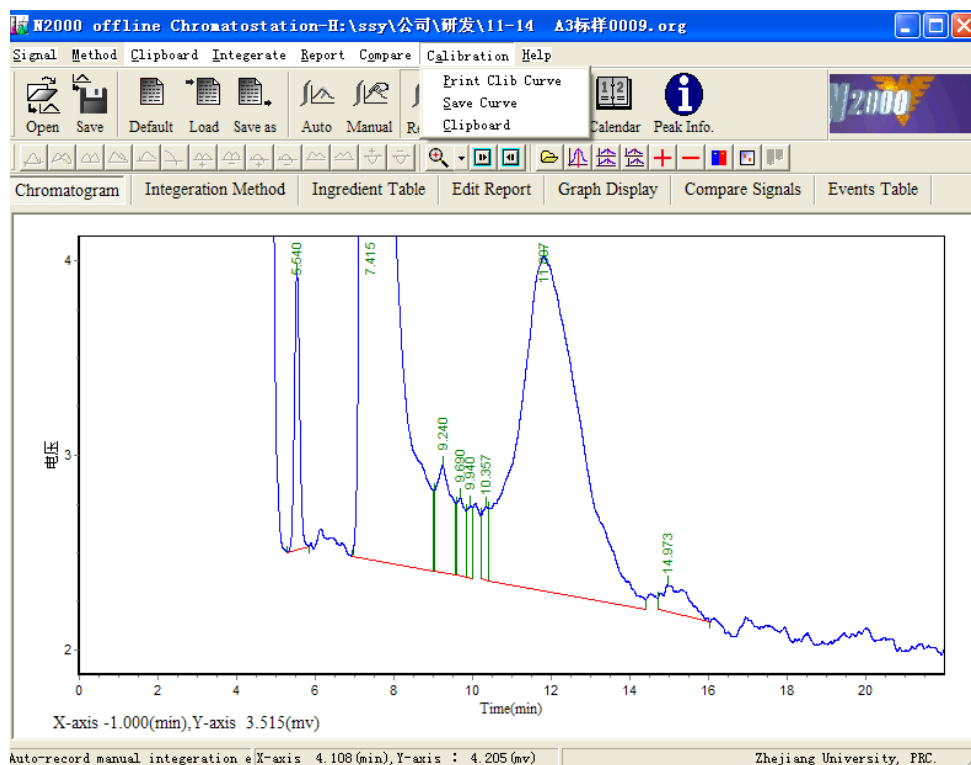 N2000 offline Chromatostation-H:\ssy\公司\研发\11-14 A3标样0009.org
Signal Method Clipboard Integerate Report Compare Calibration Help
Print Clib Curve
Save Curve
Clipboard
Open Save Default Load Save as Auto Manual Re Calendar Peak Info.
N2000
Chromatogram Integeration Method Ingredient Table Edit Report Graph Display Compare Signals Events Table
5.540 7.415
9.240 9.690 9.940 10.357 14.973
4
3
2
电压
0 2 4 6 8 10 12 14 16 18 20
Time(min)
X-axis -1.000(min),Y-axis 3.515(mv)
Auto-record manual integeration e X-axis 4.108(min),Y-axis : 4.205(mv) Zhejiang University, PRC.